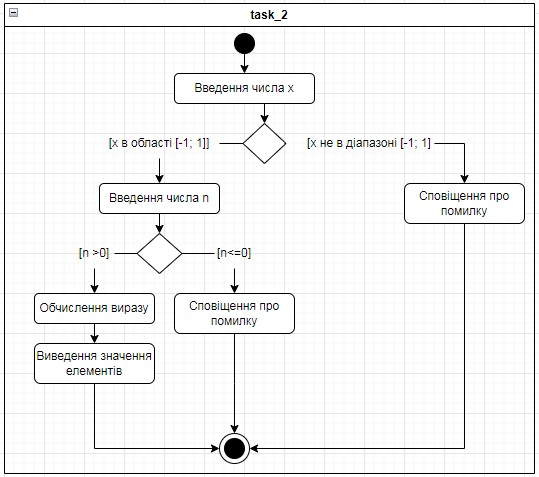 task_2
Введення числа x
[x в області [-1; 1]]
[x не в діапазоні [-1; 1]
Введення числа n
Сповіщення про
помилку
[n >0]
[n<=0]
Обчислення виразу
Сповіщення про
помилку
Виведення значення
елементів